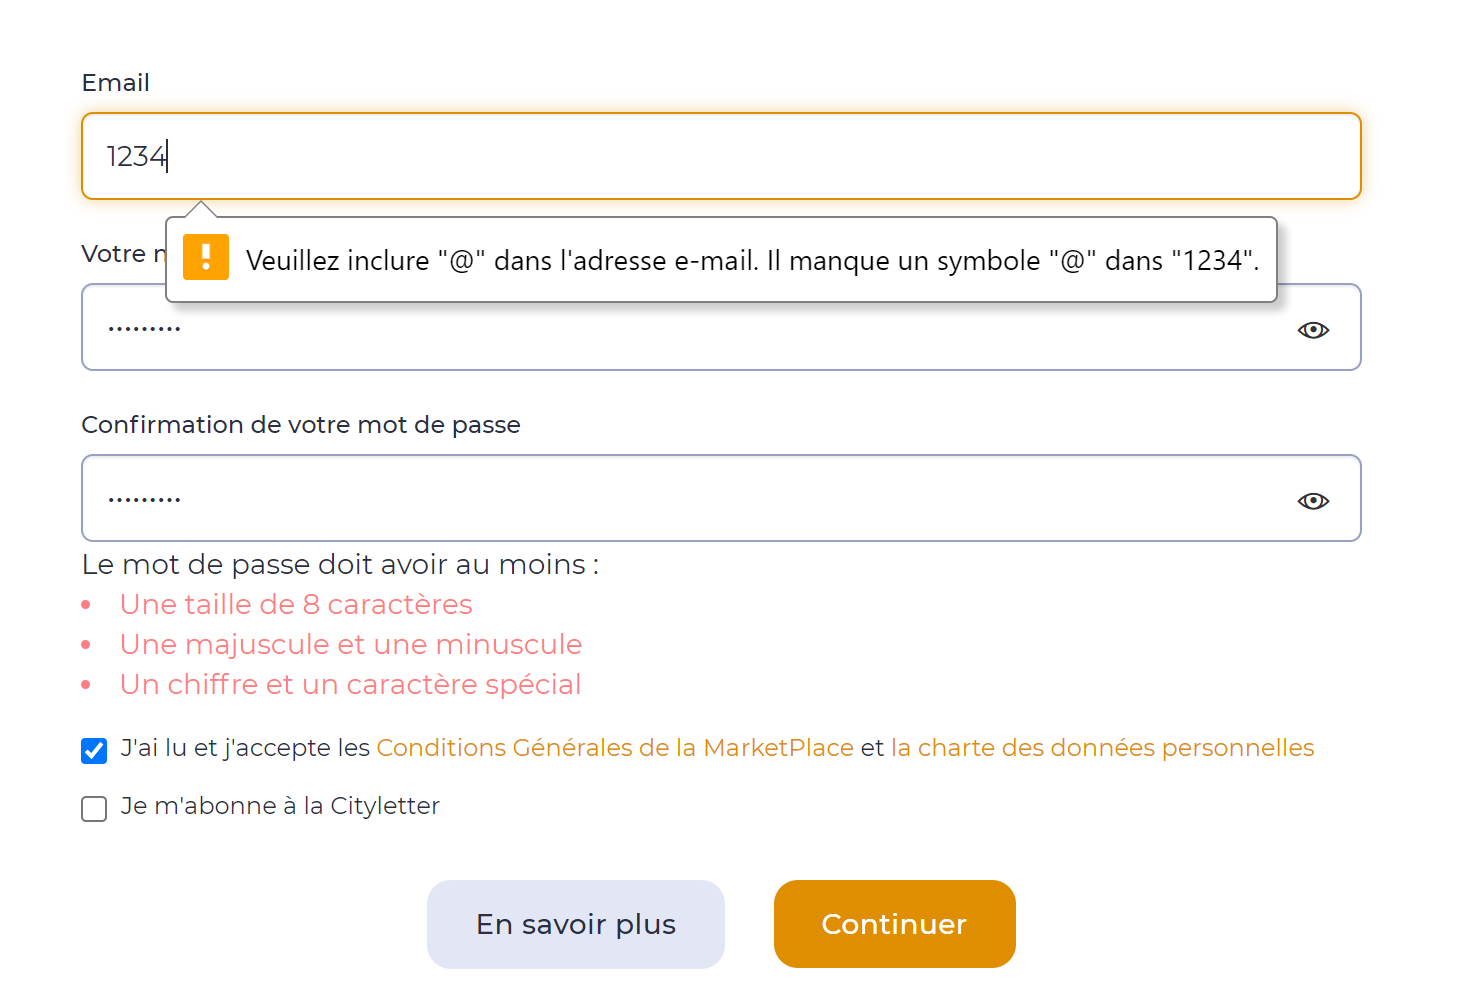 Email
1234
Veuillez inclure "@" dans l'adresse e-mail. Il manque un symbole "@" dans "1234".
Votre
•••••••••
Confirmation de votre mot de passe
•••••••••
Le mot de passe doit avoir au moins :
• Une taille de 8 caractères
• Une majuscule et une minuscule
• Un chiffre et un caractère spécial
J'ai lu et j'accepte les Conditions Générales de la MarketPlace et la charte des données personnelles
Je m'abonne à la Cityletter
En savoir plus
Continuer